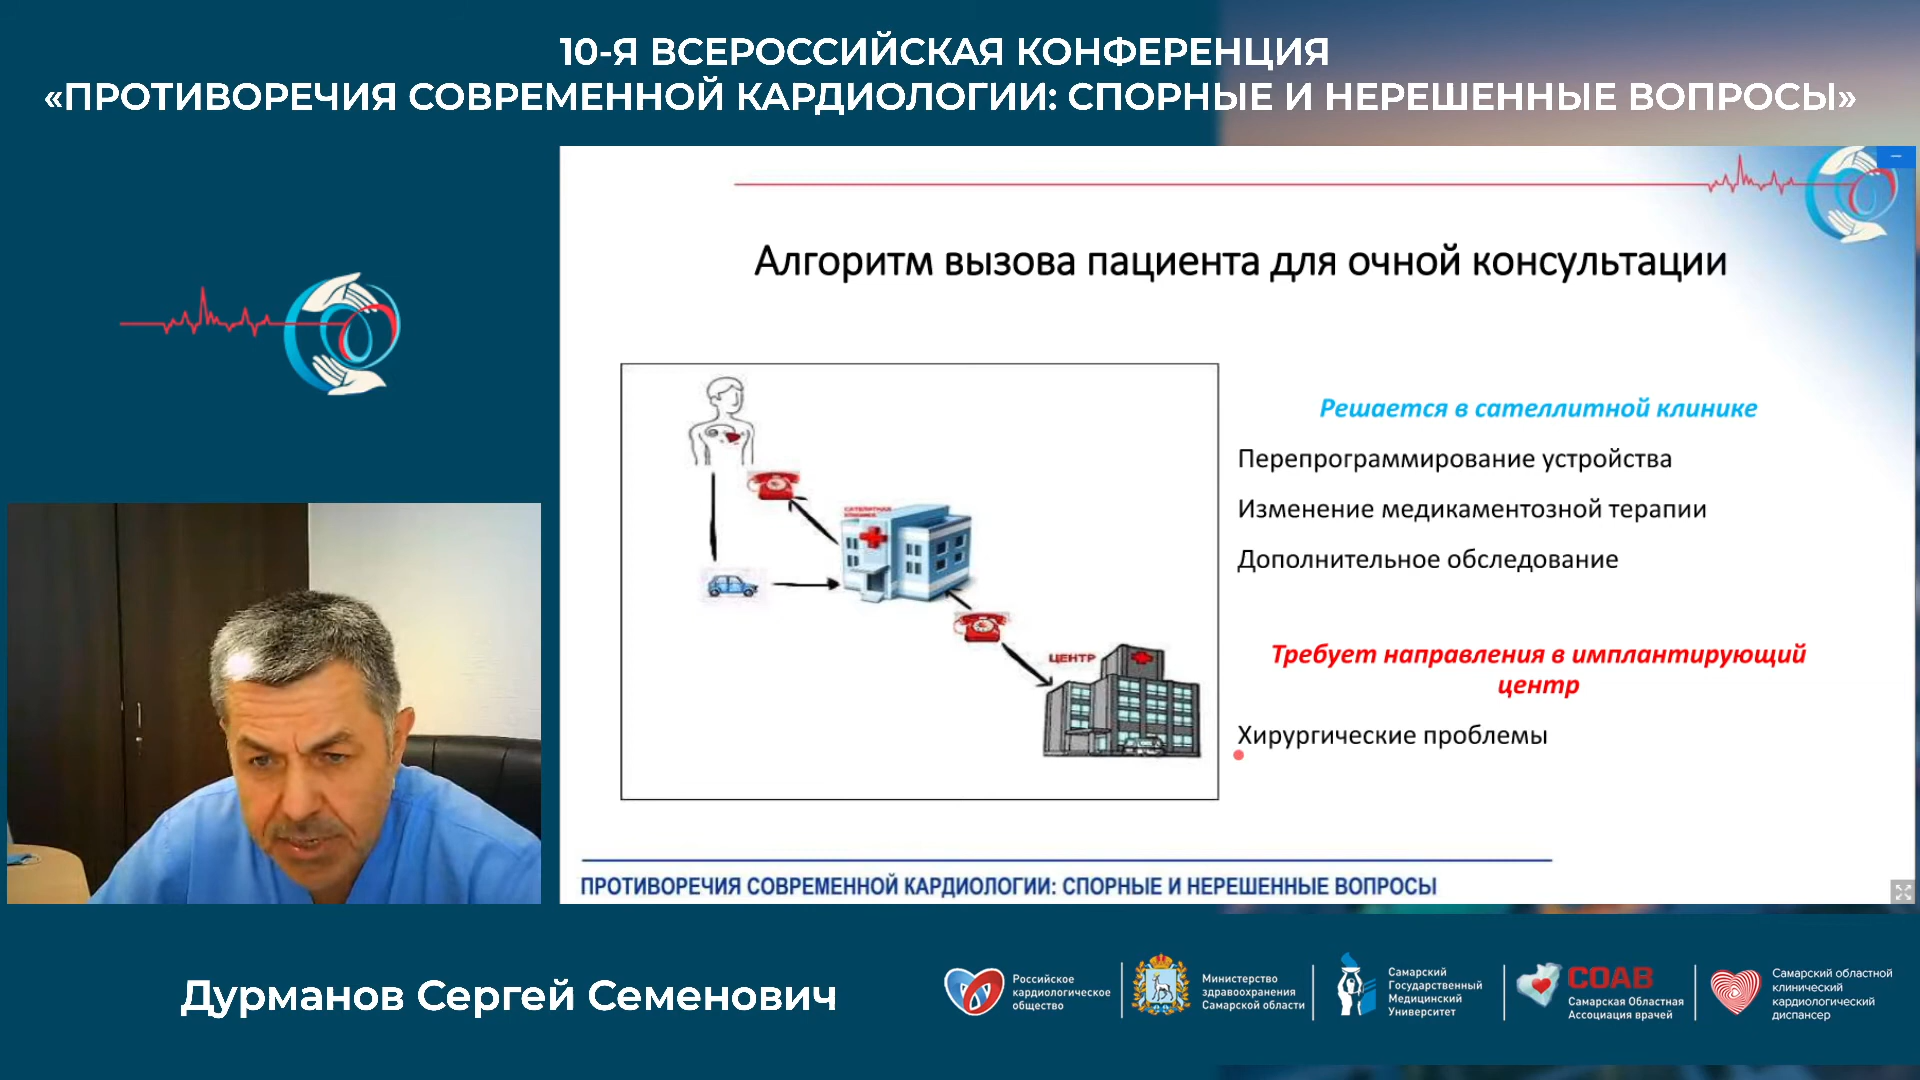 10-Я ВСЕРОССИЙСКАЯ КОНФЕРЕНЦИЯ
«ПРОТИВОРЕЧИЯ СОВРЕМЕННОЙ КАРДИОЛОГИИ: СПОРНЫЕ И НЕРЕШЕННЫЕ ВОПРОСЫ»
Алгоритм вызова пациента для очной консультации
САТЕЛИТНАЯ
КЛИНИКА
ЦЕНТР
Решается в сателлитной клинике
Перепрограммирование устройства
Изменение медикаментозной терапии
Дополнительное обследование
Требует направления в имплантирующий
центр
Хирургические проблемы
ПРОТИВОРЕЧИЯ СОВРЕМЕННОЙ КАРДИОЛОГИИ: СПОРНЫЕ И НЕРЕШЕННЫЕ ВОПРОСЫ
Дурманов Сергей Семенович
Российское
кардиологическое
общество
Министерство
здравоохранения
Самарской области
Самарский
Государственный
Медицинский
Университет
СОАВ
Самарская Областная
Ассоциация врачей
Самарский областной
клинический
кардиологический
диспансер